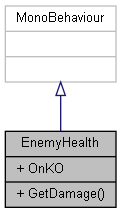 MonoBehaviour
EnemyHealth
+ OnKO
+ GetDamage()